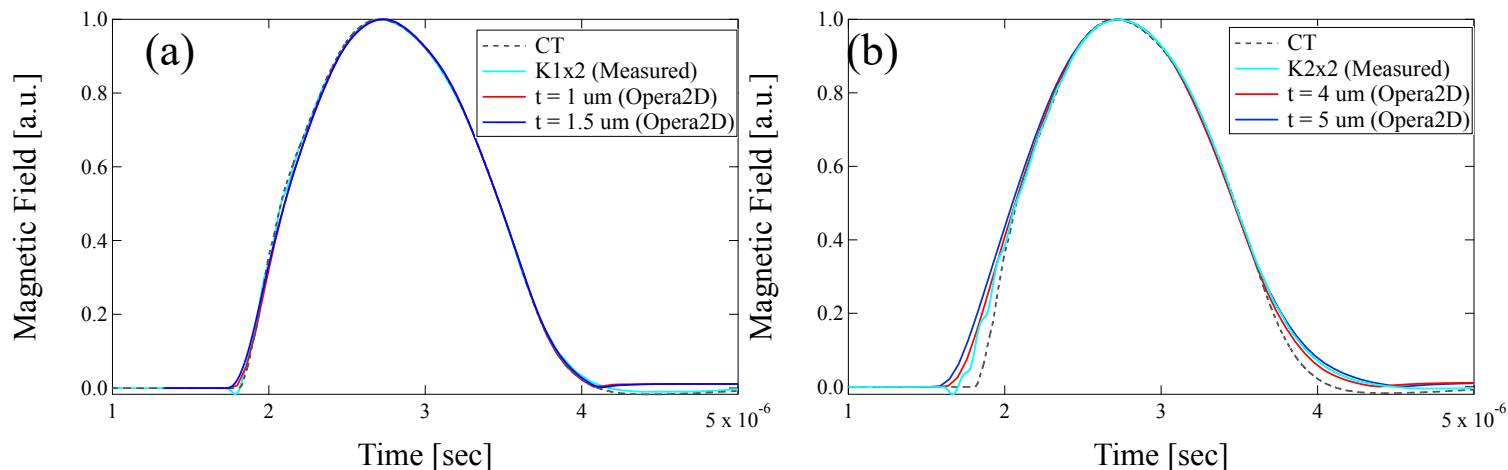 (a)
CT
K1x2 (Measured)
t = 1 um (Opera2D)
t = 1.5 um (Opera2D)
Magnetic Field [a.u.]
1.0
0.8
0.6
0.4
0.2
0.0
1
2
3
4
5 x 10⁻⁶
Time [sec]
(b)
CT
K2x2 (Measured)
t = 4 um (Opera2D)
t = 5 um (Opera2D)
Magnetic Field [a.u.]
1.0
0.8
0.6
0.4
0.2
0.0
1
2
3
4
5 x 10⁻⁶
Time [sec]